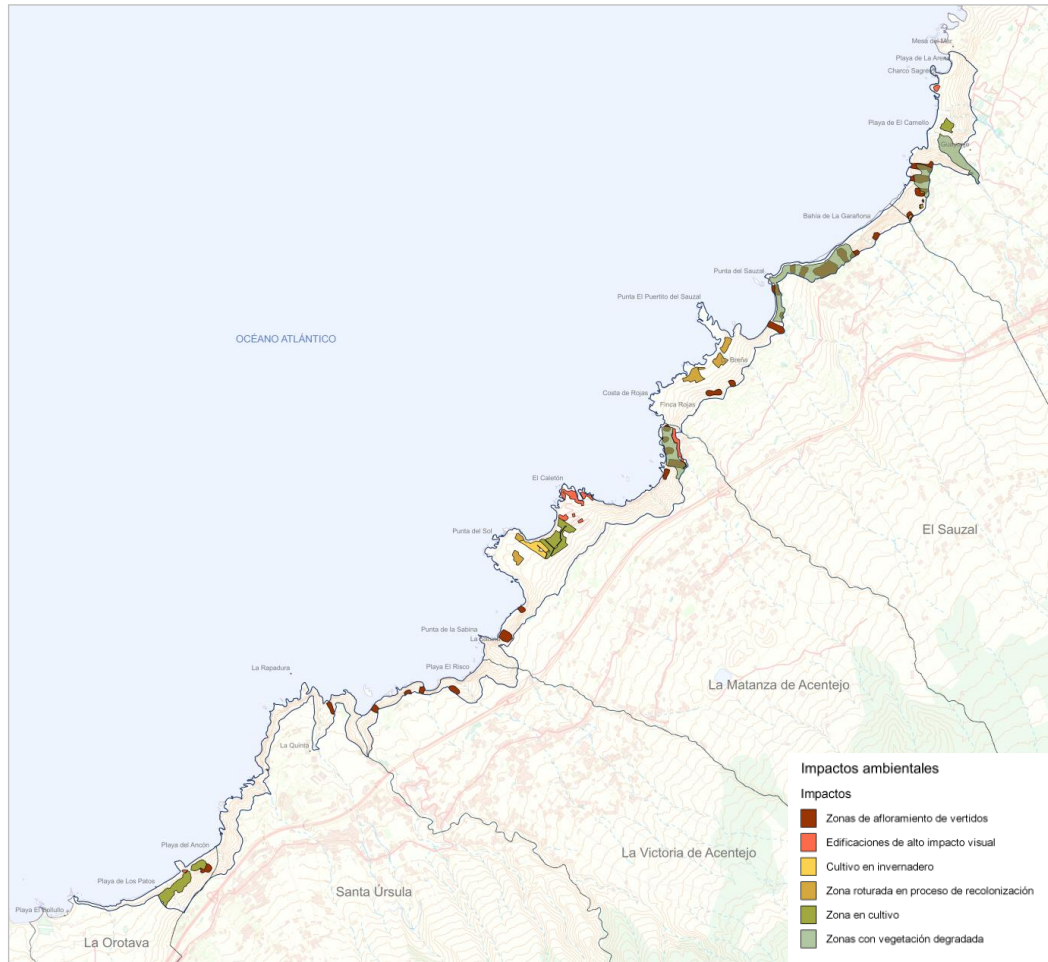 Mesa del Mar
Playa de La Arena
Charco Sagrado
Playa de El Camello
Guayonje
Bahía de La Garañona
Punta del Sauzal
Punta El Puertito del Sauzal
OCÉANO ATLÁNTICO
Breña
Costa de Rojas
Finca Rojas
El Caletón
El Sauzal
Punta del Sol
Punta de la Sabina
La
Playa El Risco
La Rapadura
La Matanza de Acentejo
La Quinta
Impactos ambientales
Impactos
Zonas de afloramiento de vertidos
Edificaciones de alto impacto visual
Cultivo en invernadero
Zona roturada en proceso de recolonización
Zona en cultivo
Zonas con vegetación degradada
Playa del Ancón
La Victoria de Acentejo
Playa de Los Patos
Santa Úrsula
Playa El Bollullo
La Orotava